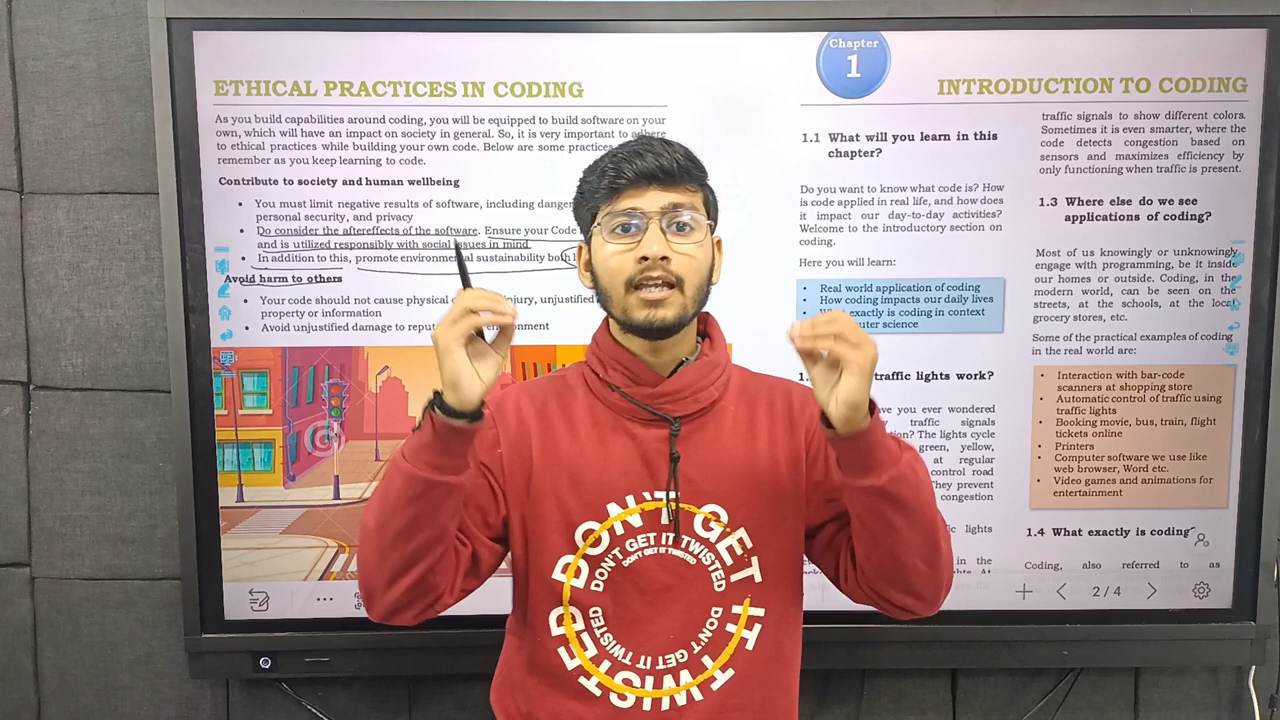 ETHICAL PRACTICES IN CODING
As you build capabilities around coding, you will be equipped to build software on your
own, which will have an impact on society in general. So, it is very important to adhere
to ethical practices while building your own code. Below are some practices
remember as you keep learning to code.
Contribute to society and human wellbeing
• You must limit negative results of software, including
personal security, and privacy
• Do consider the aftereffects of the software. Ensure your Code
and is utilized responsibly with social issues in mind.
• In addition to this, promote environmental sustainability both
Avoid harm to others
• Your code should not cause physical injury, unjustified
property or information
• Avoid unjustified damage to
Chapter
1
INTRODUCTION TO CODING
1.1 What will you learn in this
chapter?
Do you want to know what code is? How
is code applied in real life, and how does
it impact our day-to-day activities?
Welcome to the introductory section on
coding.
Here you will learn:
• Real world application of coding
• How coding impacts our daily lives
• exactly is coding in context
science
traffic lights work?
you ever wondered
traffic signals
The lights cycle
green, yellow,
at regular
control road
They prevent
congestion
lights
in the
traffic signals to show different colors.
Sometimes it is even smarter, where the
code detects congestion based on
sensors and maximizes efficiency by
only functioning when traffic is present.
1.3 Where else do we see
applications of coding?
Most of us knowingly or unknowingly
engage with programming, be it inside
our homes or outside. Coding, in the
modern world, can be seen on the
streets, at the schools, at the local
grocery stores, etc.
Some of the practical examples of coding
in the real world are:
• Interaction with bar-code
scanners at shopping store
• Automatic control of traffic using
traffic lights
• Booking movie, bus, train, flight
tickets online
• Printers
• Computer software we use like
web browser, Word etc.
• Video games and animations for
entertainment
1.4 What exactly is coding
Coding, also referred to as
2/4
DON'T GET IT TWISTED
DON'T GET IT TWISTED DON'T GET IT TWISTED
DON'T GET IT TWISTED